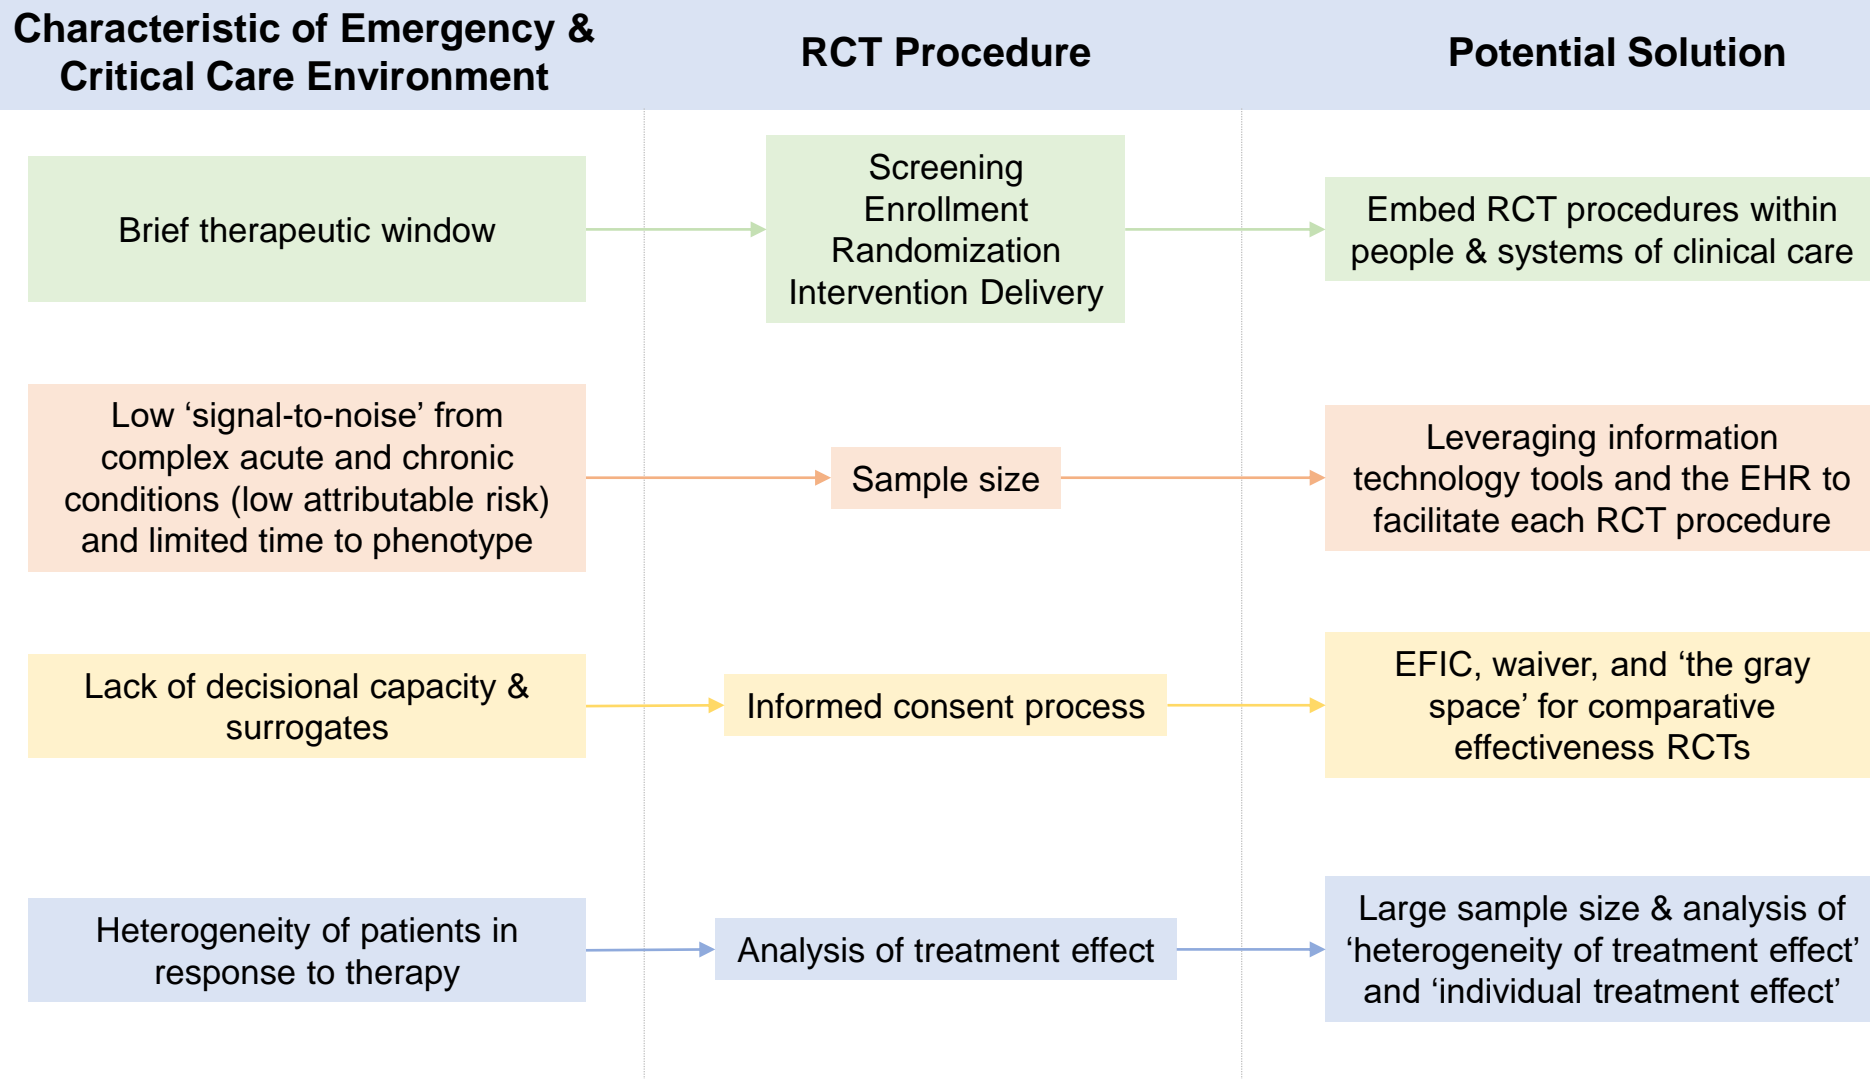 Characteristic of Emergency &
Critical Care Environment
RCT Procedure
Potential Solution
Brief therapeutic window
Screening
Enrollment
Randomization
Intervention Delivery
Embed RCT procedures within
people & systems of clinical care
Low ‘signal-to-noise’ from
complex acute and chronic
conditions (low attributable risk)
and limited time to phenotype
Sample size
Leveraging information
technology tools and the EHR to
facilitate each RCT procedure
Lack of decisional capacity &
surrogates
Informed consent process
EFIC, waiver, and ‘the gray
space’ for comparative
effectiveness RCTs
Heterogeneity of patients in
response to therapy
Analysis of treatment effect
Large sample size & analysis of
‘heterogeneity of treatment effect’
and ‘individual treatment effect’